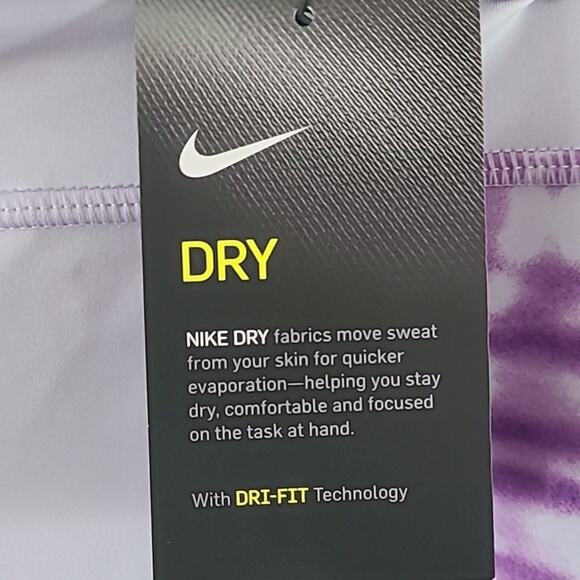 DRY
NIKE DRY fabrics move sweat
from your skin for quicker
evaporation—helping you stay
dry, comfortable and focused
on the task at hand.
With DRI-FIT Technology